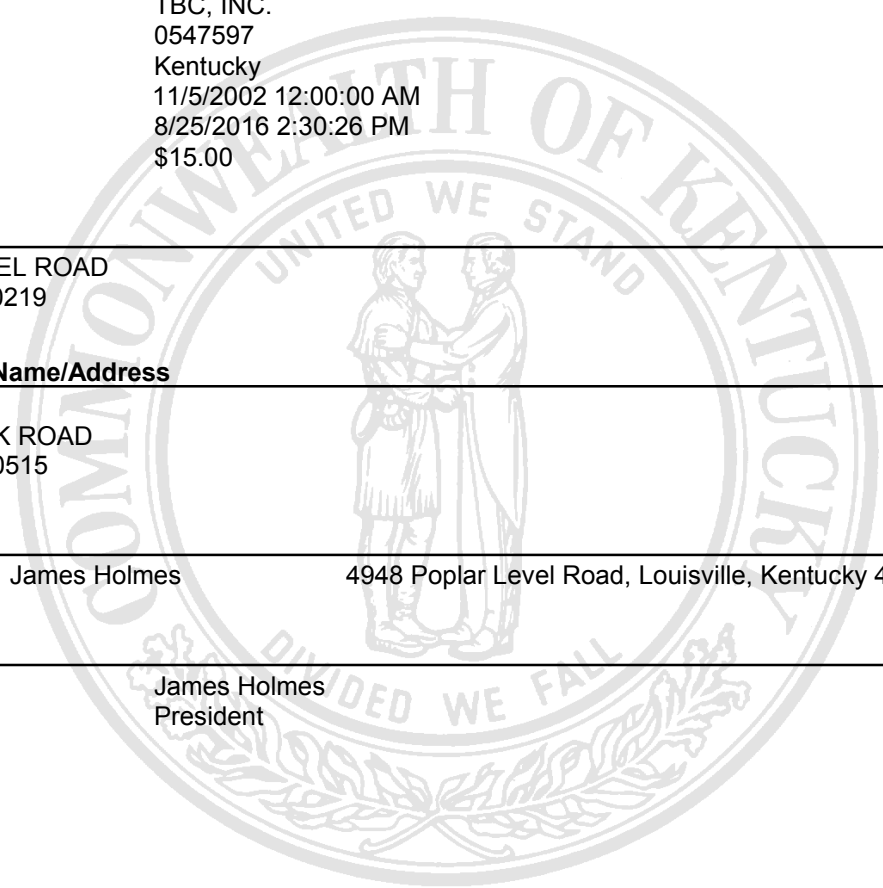 TBC, INC.
0547597
Kentucky
11/5/2002 12:00:00 AM
8/25/2016 2:30:26 PM
$15.00
COMMONWEALTH OF KENTUCKY
UNITED WE STAND
EL ROAD
0219
Name/Address
K ROAD
0515
James Holmes 4948 Poplar Level Road, Louisville, Kentucky 4
DIVIDED WE FALL
James Holmes
President